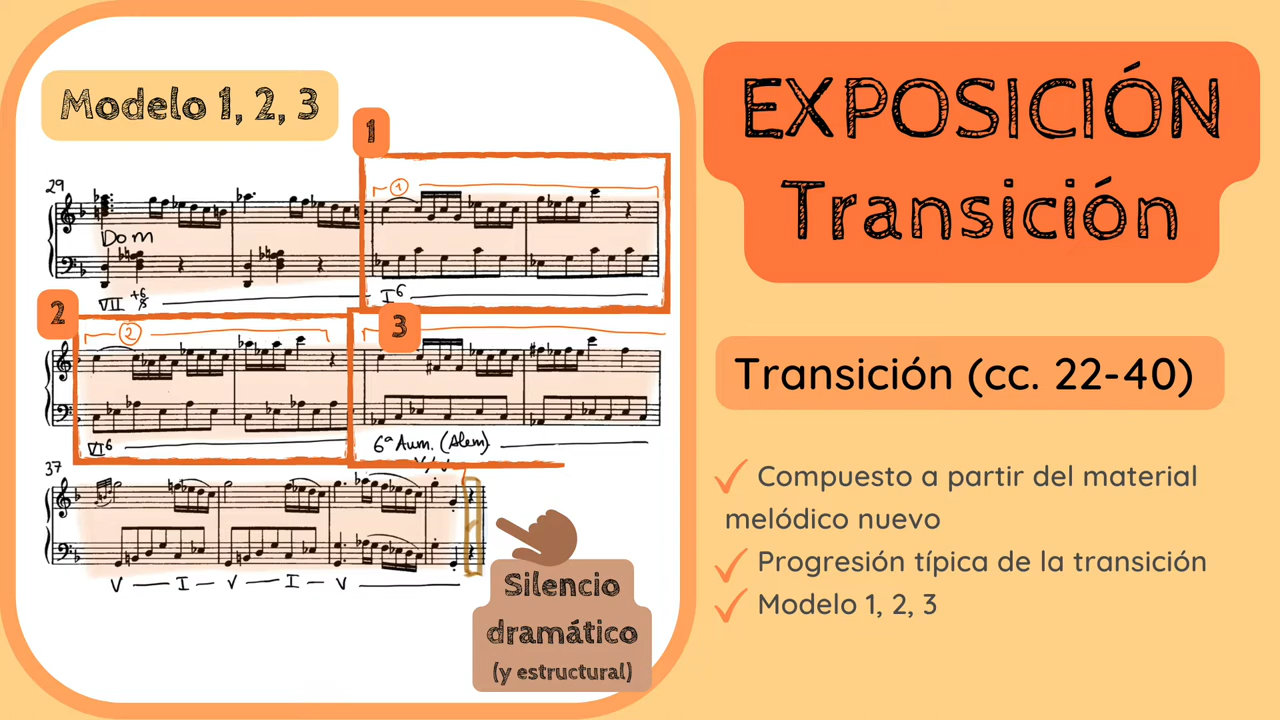 Modelo 1, 2, 3
1
29
1
Do m
VII +6/5
I6
2
3
2
VI6
6ª Aum. (Alem)
37
V I V I V
Silencio
dramático
(y estructural)
EXPOSICIÓN
Transición
Transición (cc. 22-40)
Compuesto a partir del material
melódico nuevo
Progresión típica de la transición
Modelo 1, 2, 3